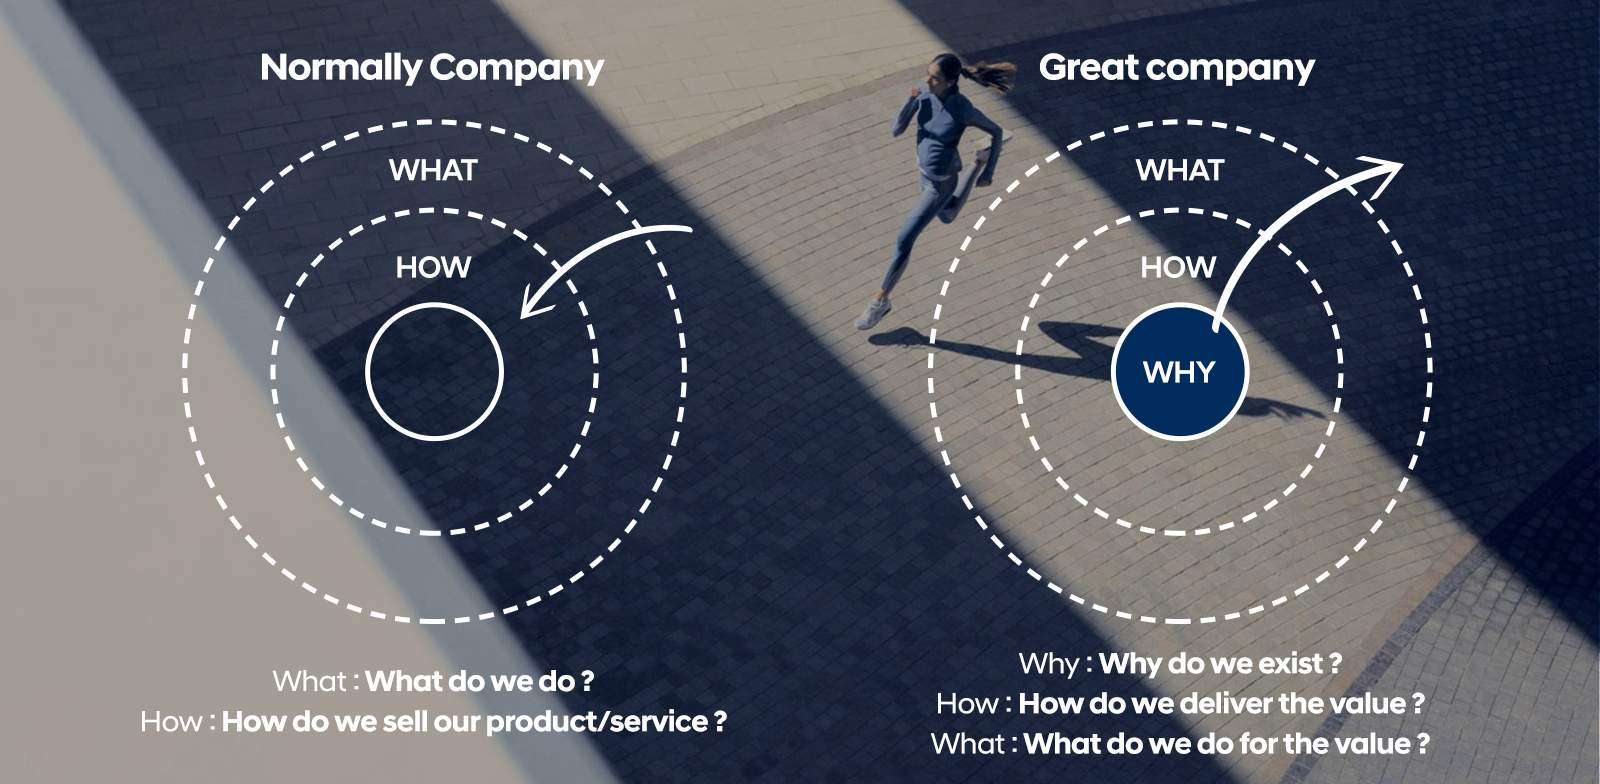 Normally Company
WHAT
HOW
What : What do we do ?
How : How do we sell our product/service ?
Great company
WHAT
HOW
WHY
Why : Why do we exist ?
How : How do we deliver the value ?
What : What do we do for the value ?